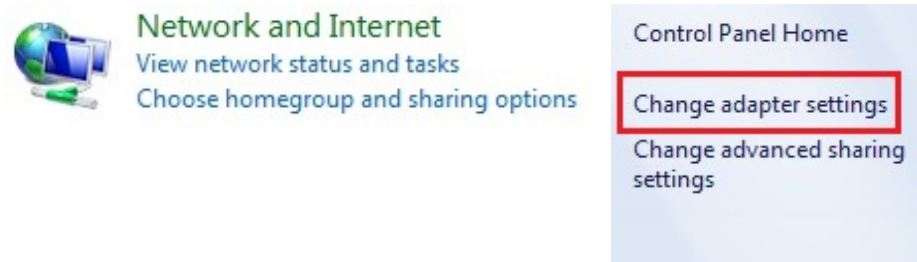 Network and Internet
View network status and tasks
Choose homegroup and sharing options
Control Panel Home
Change adapter settings
Change advanced sharing
settings